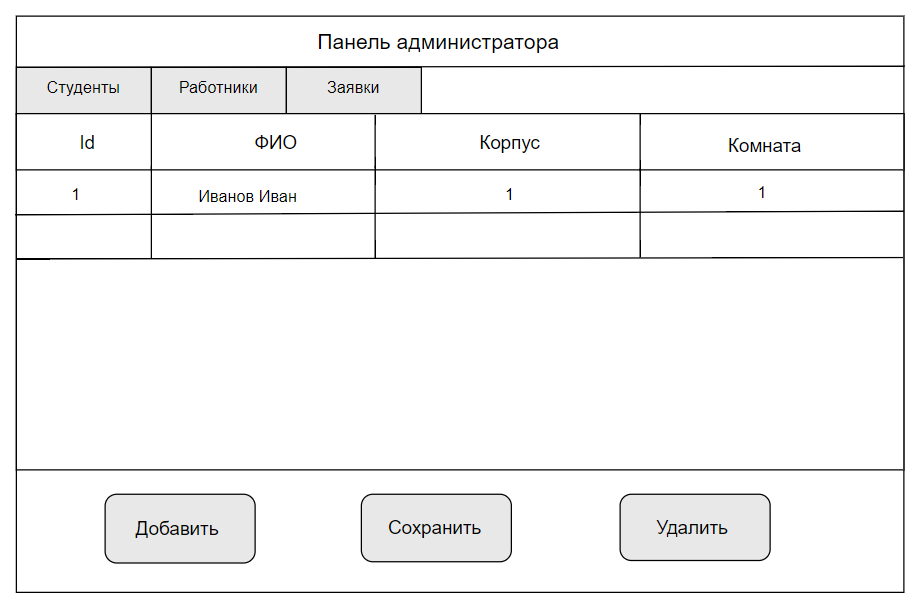 Панель администратора
Студенты Работники Заявки
Id ФИО Корпус Комната
1 Иванов Иван 1 1
Добавить Сохранить Удалить